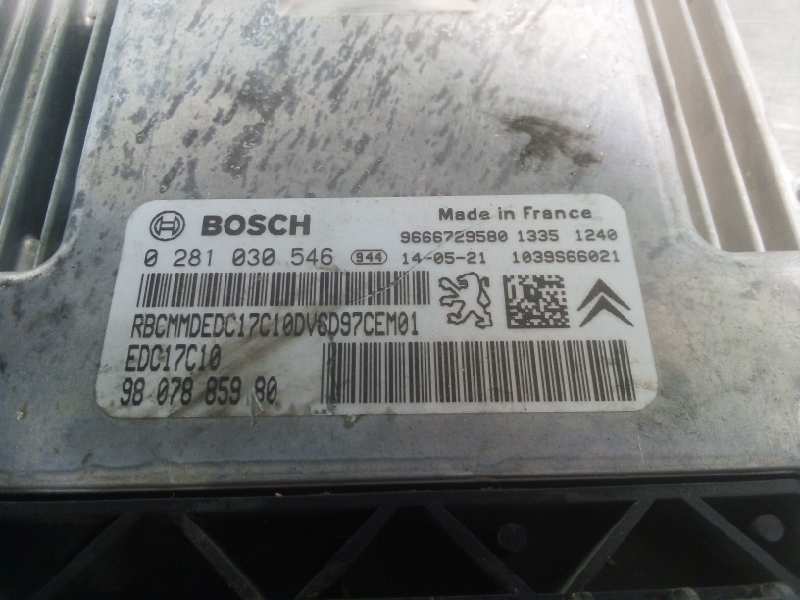 BOSCH Made in France
9666729580 1335 1240
0 281 030 546 944 14-05-21 1039S66021
RBCMMDEDC17C10DV6D97CEM01
EDC17C10
98 078 859 80